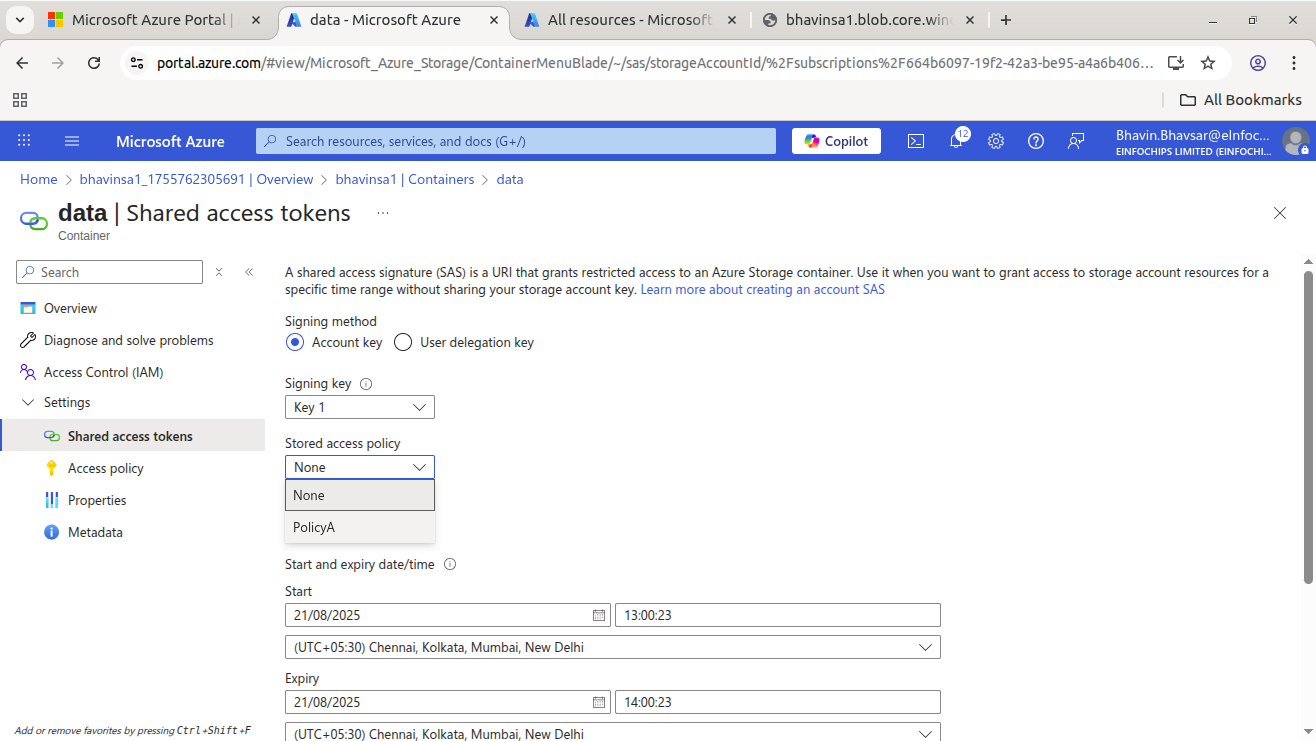 Microsoft Azure Portal |
data - Microsoft Azure
All resources - Microsoft
bhavinsa1.blob.core.win
portal.azure.com/#view/Microsoft_Azure_Storage/ContainerMenuBlade/~/sas/storageAccountId/%2Fsubscriptions%2F664b6097-19f2-42a3-be95-a4a6b406...
All Bookmarks
Microsoft Azure
Search resources, services, and docs (G+/)
Copilot
12
Bhavin.Bhavsar@eInfoc...
EINFOCHIPS LIMITED (EINFOCHI...
Home > bhavinsa1_1755762305691 | Overview > bhavinsa1 | Containers > data
data | Shared access tokens ...
Container
Search
Overview
Diagnose and solve problems
Access Control (IAM)
Settings
Shared access tokens
Access policy
Properties
Metadata
Add or remove favorites by pressing Ctrl+Shift+F
A shared access signature (SAS) is a URI that grants restricted access to an Azure Storage container. Use it when you want to grant access to storage account resources for a
specific time range without sharing your storage account key. Learn more about creating an account SAS
Signing method
Account key
User delegation key
Signing key
Key 1
Stored access policy
None
None
PolicyA
Start and expiry date/time
Start
21/08/2025
13:00:23
(UTC+05:30) Chennai, Kolkata, Mumbai, New Delhi
Expiry
21/08/2025
14:00:23
(UTC+05:30) Chennai, Kolkata, Mumbai, New Delhi